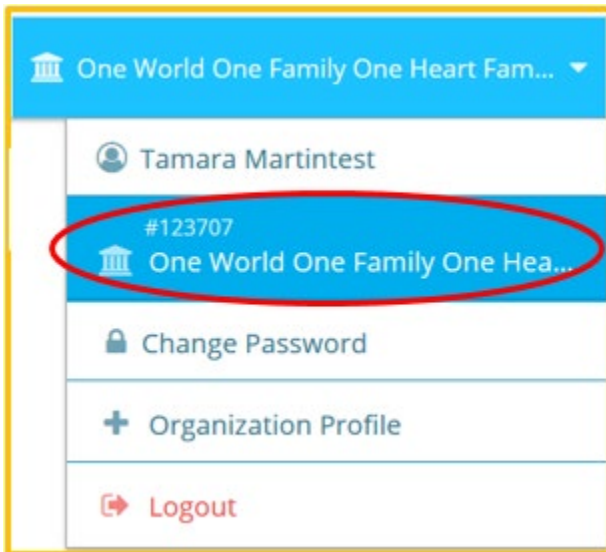 One World One Family One Heart Fam...
Tamara Martintest
#123707
One World One Family One Hea...
Change Password
Organization Profile
Logout